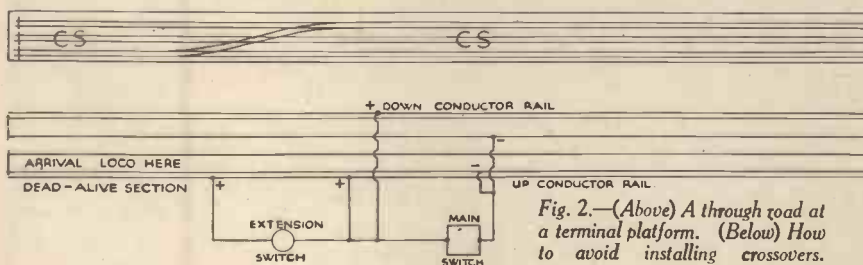 CS CS
+ DOWN CONDUCTOR RAIL
-
ARRIVAL LOCO HERE
-
DEAD-ALIVE SECTION + + UP CONDUCTOR RAIL
EXTENSION SWITCH
MAIN SWITCH
Fig. 2.—(Above) A through road at
a terminal platform. (Below) How
to avoid installing crossovers.